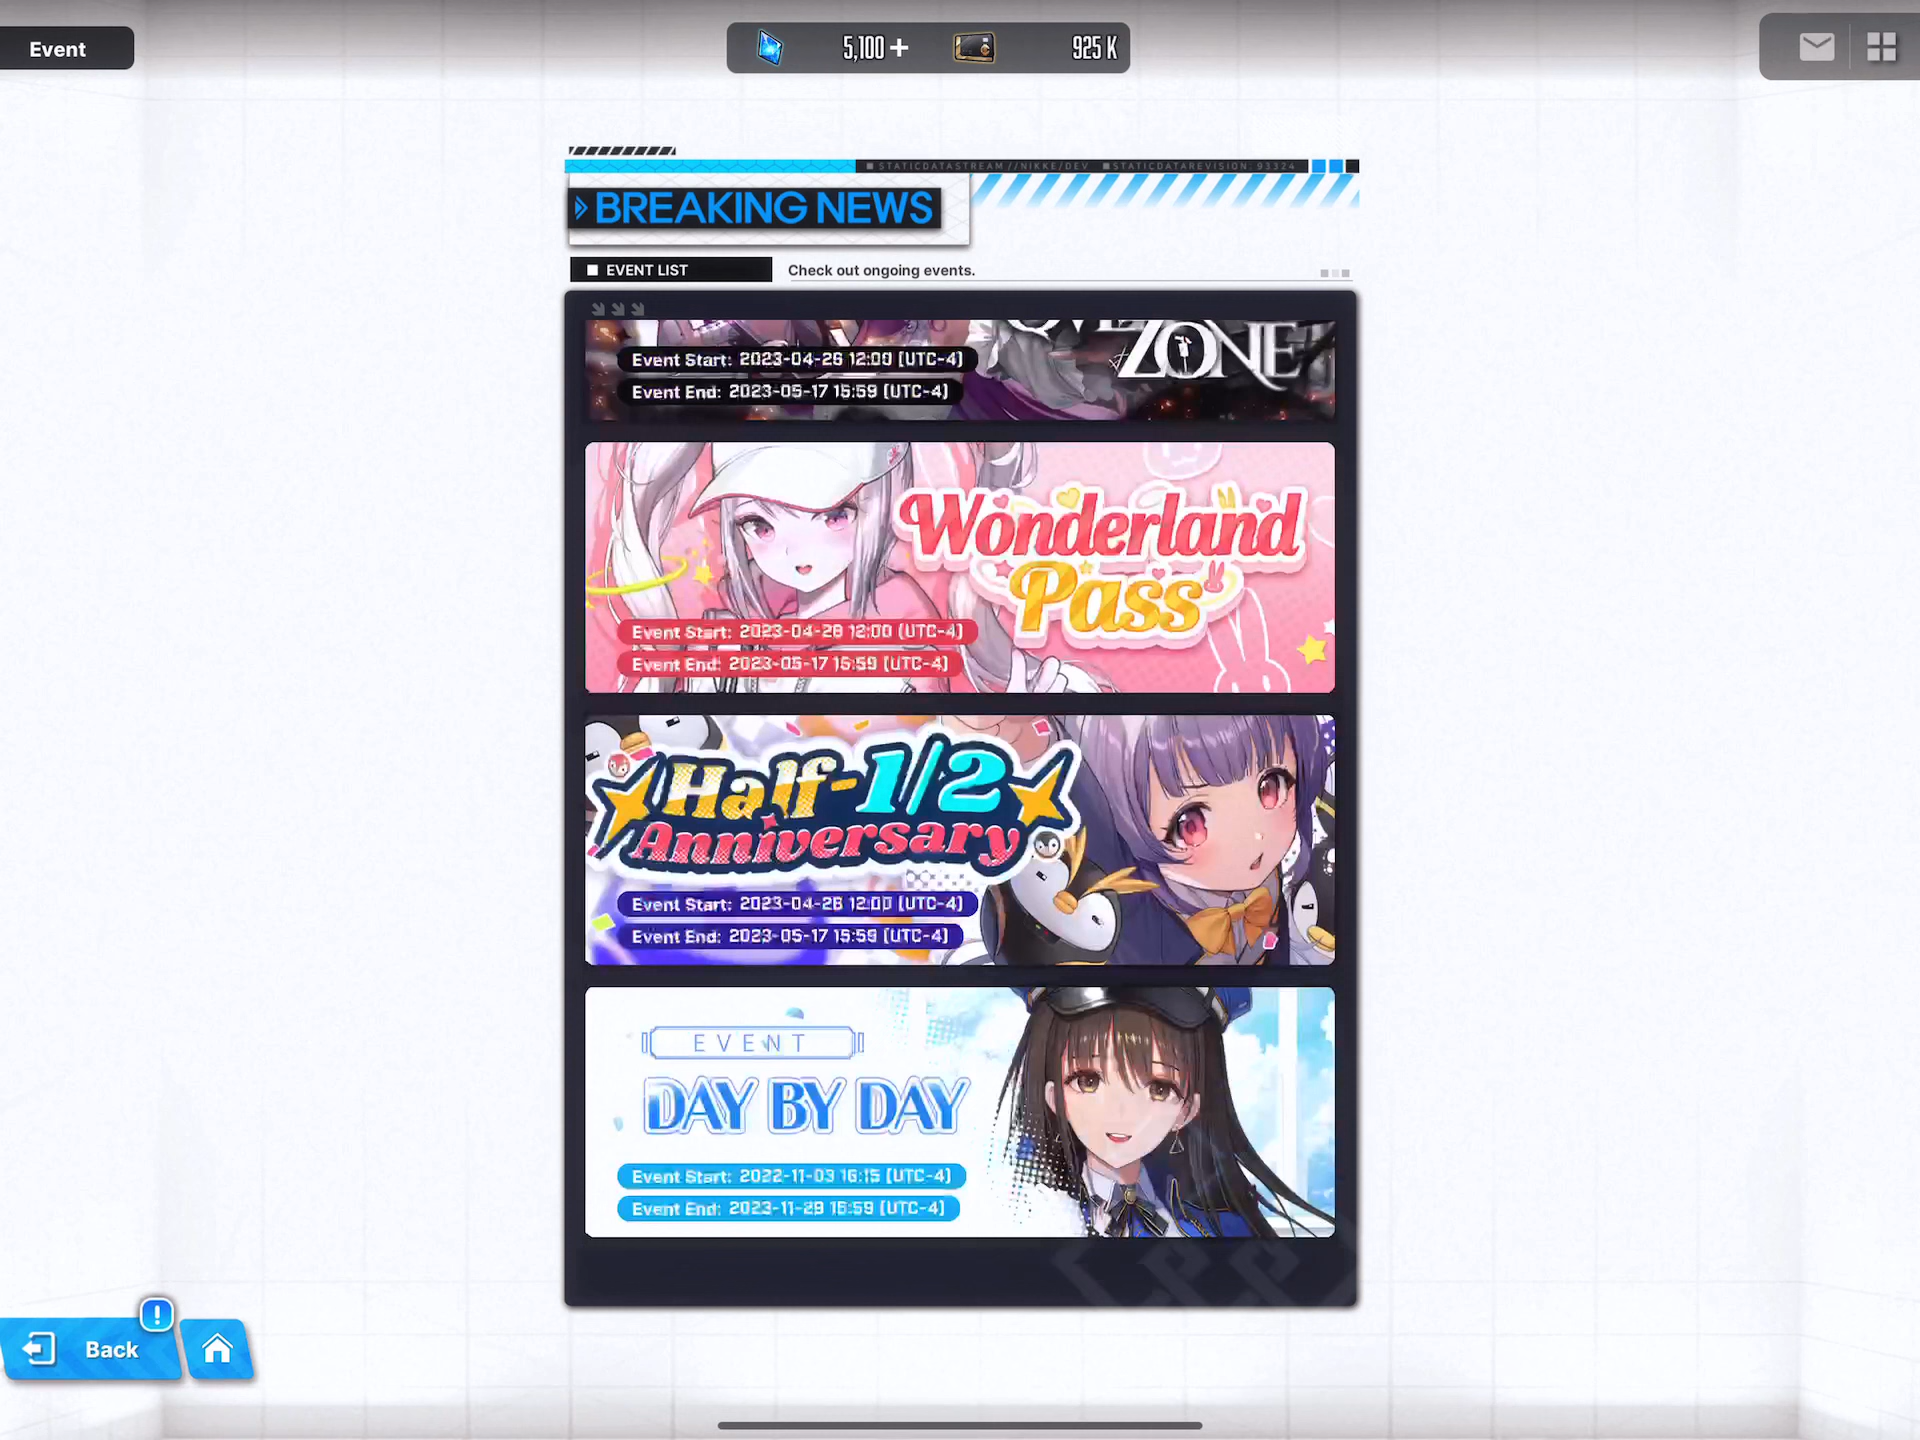 Event
5,100
925 K
STATICDATASTREAM//NIKKE/DEV
STATICDATAREVISION: 93324
BREAKING NEWS
EVENT LIST
Check out ongoing events.
ZONE
Event Start: 2023-04-26 12:00 (UTC-4)
Event End: 2023-05-17 15:59 (UTC-4)
Wonderland
Pass
Event Start: 2023-04-26 12:00 (UTC-4)
Event End: 2023-05-17 15:59 (UTC-4)
Half-1/2
Anniversary
Event Start: 2023-04-26 12:00 (UTC-4)
Event End: 2023-05-17 15:59 (UTC-4)
EVENT
DAY BY DAY
Event Start: 2022-11-03 16:15 (UTC-4)
Event End: 2023-11-29 15:59 (UTC-4)
Back